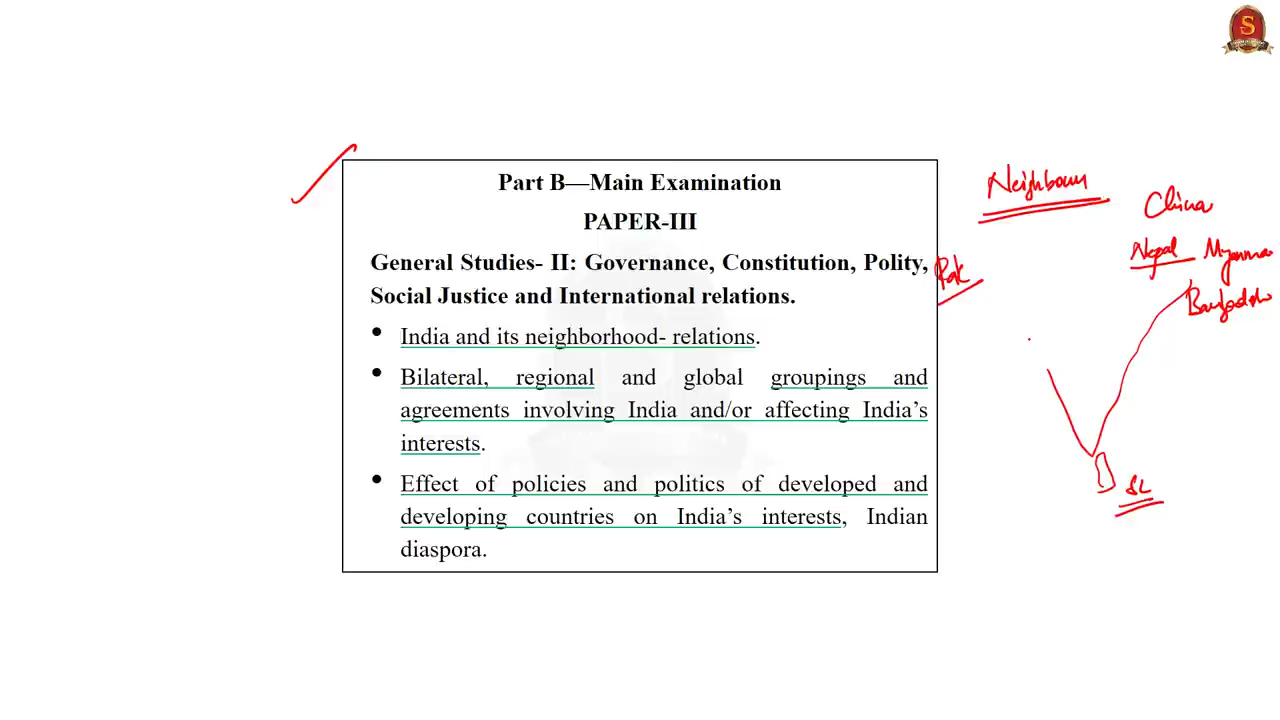 S
Part B—Main Examination
PAPER-III
General Studies- II: Governance, Constitution, Polity,
Social Justice and International relations.
• India and its neighborhood- relations.
• Bilateral, regional and global groupings and
agreements involving India and/or affecting India's
interests.
• Effect of policies and politics of developed and
developing countries on India's interests, Indian
diaspora.
Neighbour
China
Nepal Myanmar
Pak
Bangladesh
SL